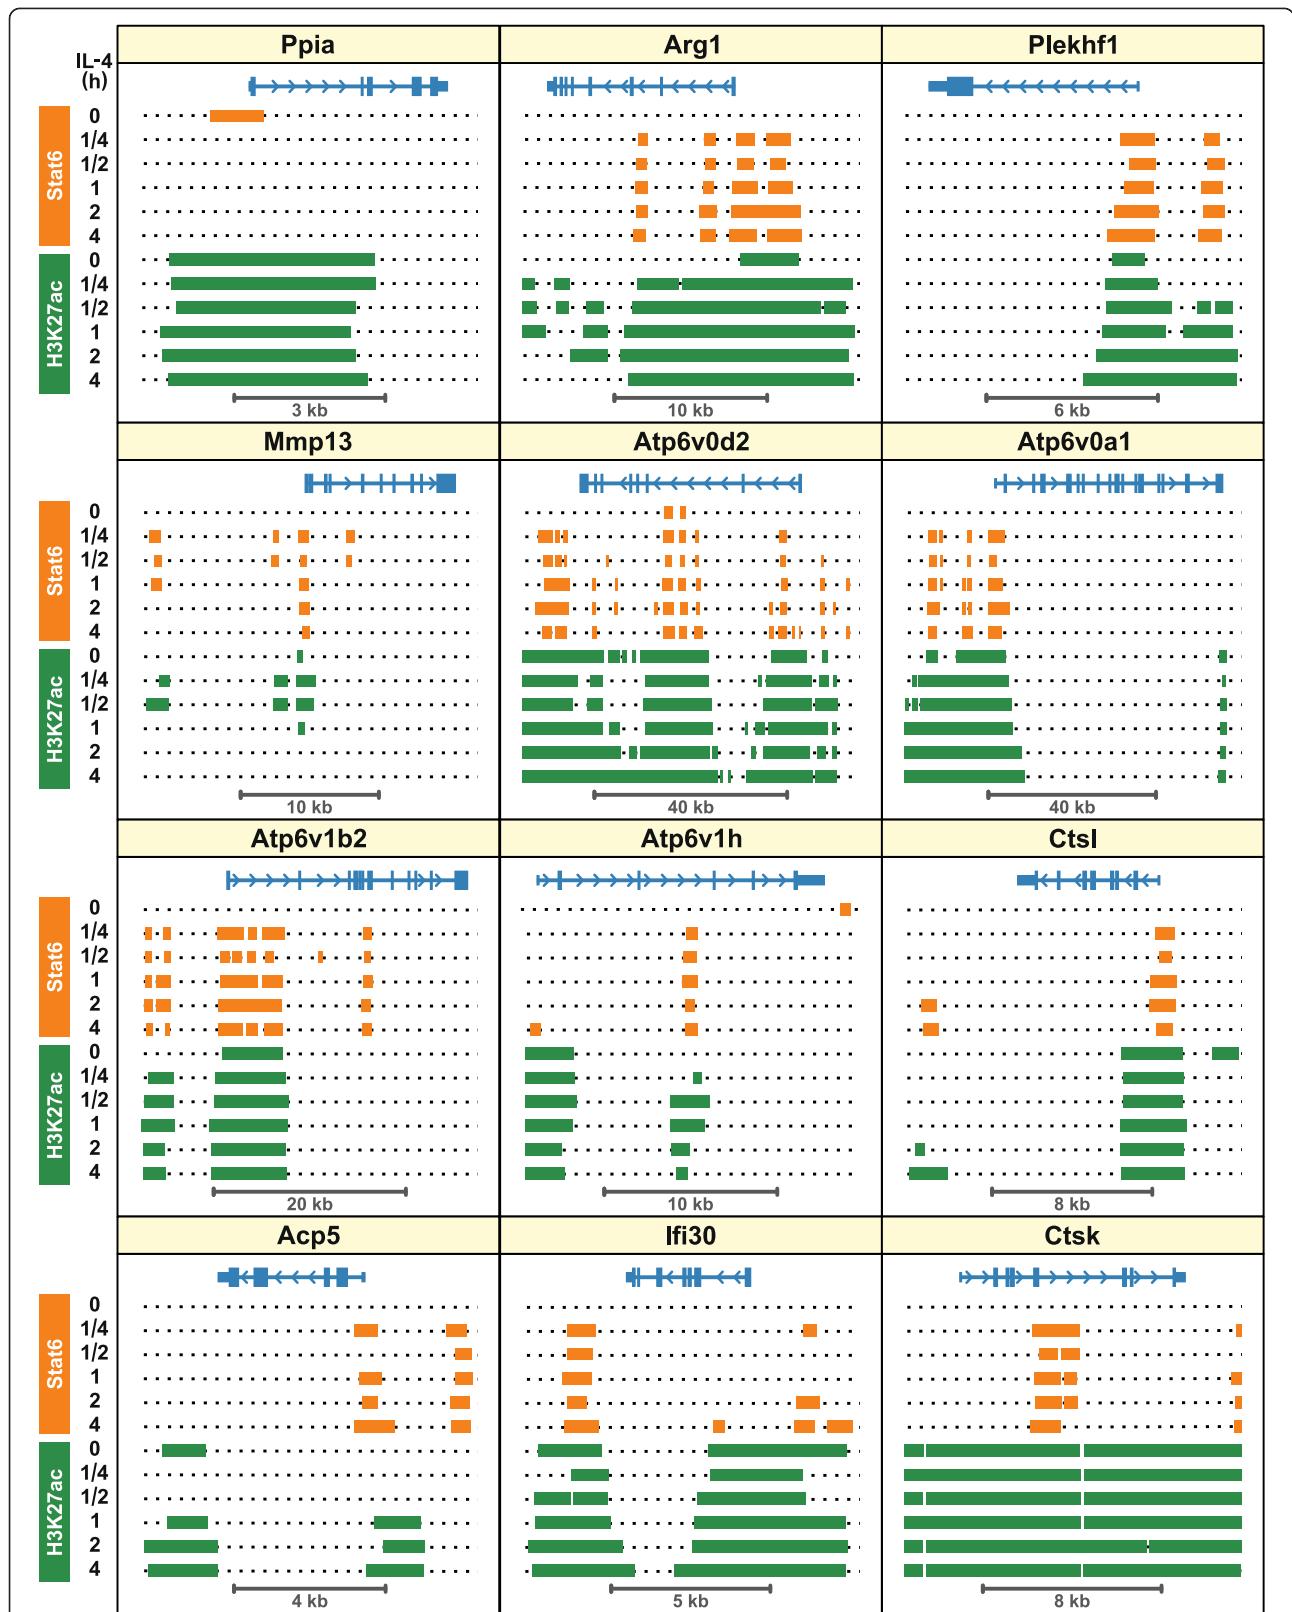 Ppia Arg1 Plekhf1
IL-4
(h)
Stat6
0
1/4
1/2
1
2
4
H3K27ac
0
1/4
1/2
1
2
4
3 kb 10 kb 6 kb
Mmp13 Atp6v0d2 Atp6v0a1
Stat6
0
1/4
1/2
1
2
4
H3K27ac
0
1/4
1/2
1
2
4
10 kb 40 kb 40 kb
Atp6v1b2 Atp6v1h Ctsl
Stat6
0
1/4
1/2
1
2
4
H3K27ac
0
1/4
1/2
1
2
4
20 kb 10 kb 8 kb
Acp5 Ifi30 Ctsk
Stat6
0
1/4
1/2
1
2
4
H3K27ac
0
1/4
1/2
1
2
4
4 kb 5 kb 8 kb